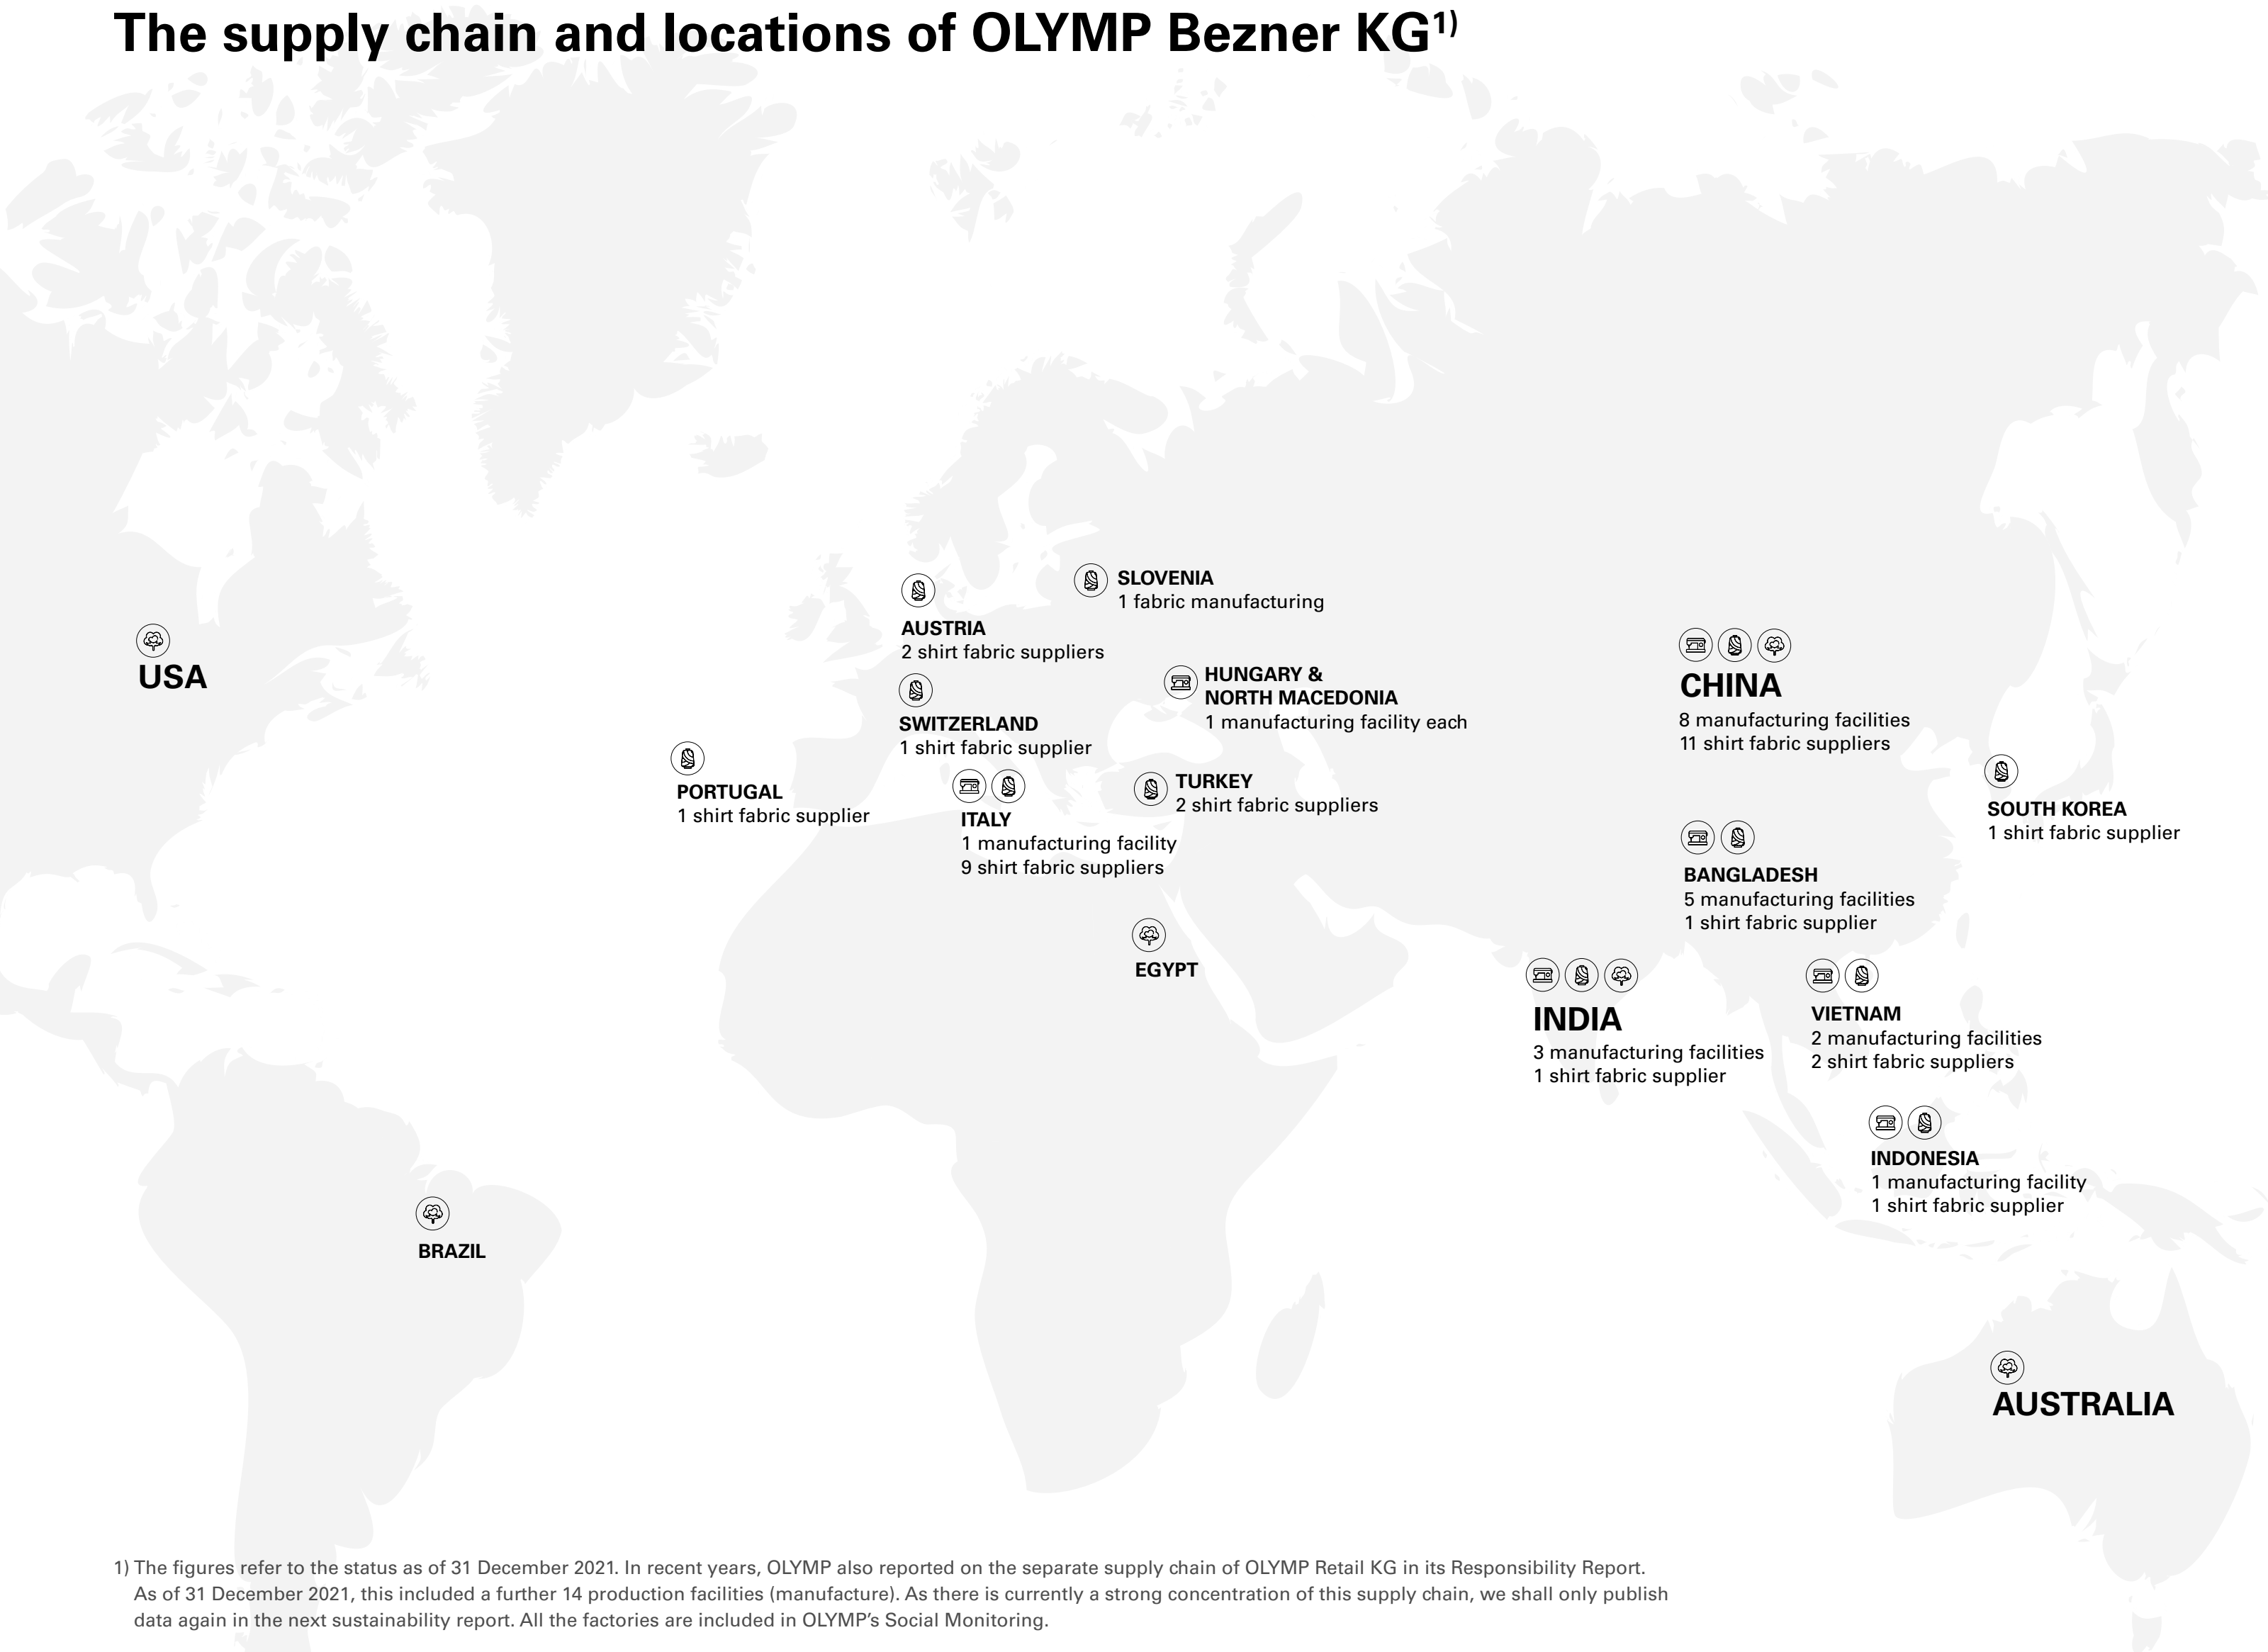 The supply chain and locations of OLYMP Bezner KG1)
SLOVENIA
1 fabric manufacturing
AUSTRIA
2 shirt fabric suppliers
USA
HUNGARY &
NORTH MACEDONIA
1 manufacturing facility each
CHINA
8 manufacturing facilities
11 shirt fabric suppliers
SWITZERLAND
1 shirt fabric supplier
PORTUGAL
1 shirt fabric supplier
TURKEY
2 shirt fabric suppliers
ITALY
1 manufacturing facility
9 shirt fabric suppliers
SOUTH KOREA
1 shirt fabric supplier
BANGLADESH
5 manufacturing facilities
1 shirt fabric supplier
EGYPT
INDIA
3 manufacturing facilities
1 shirt fabric supplier
VIETNAM
2 manufacturing facilities
2 shirt fabric suppliers
INDONESIA
1 manufacturing facility
1 shirt fabric supplier
BRAZIL
AUSTRALIA
1) The figures refer to the status as of 31 December 2021. In recent years, OLYMP also reported on the separate supply chain of OLYMP Retail KG in its Responsibility Report.
As of 31 December 2021, this included a further 14 production facilities (manufacture). As there is currently a strong concentration of this supply chain, we shall only publish
data again in the next sustainability report. All the factories are included in OLYMP’s Social Monitoring.